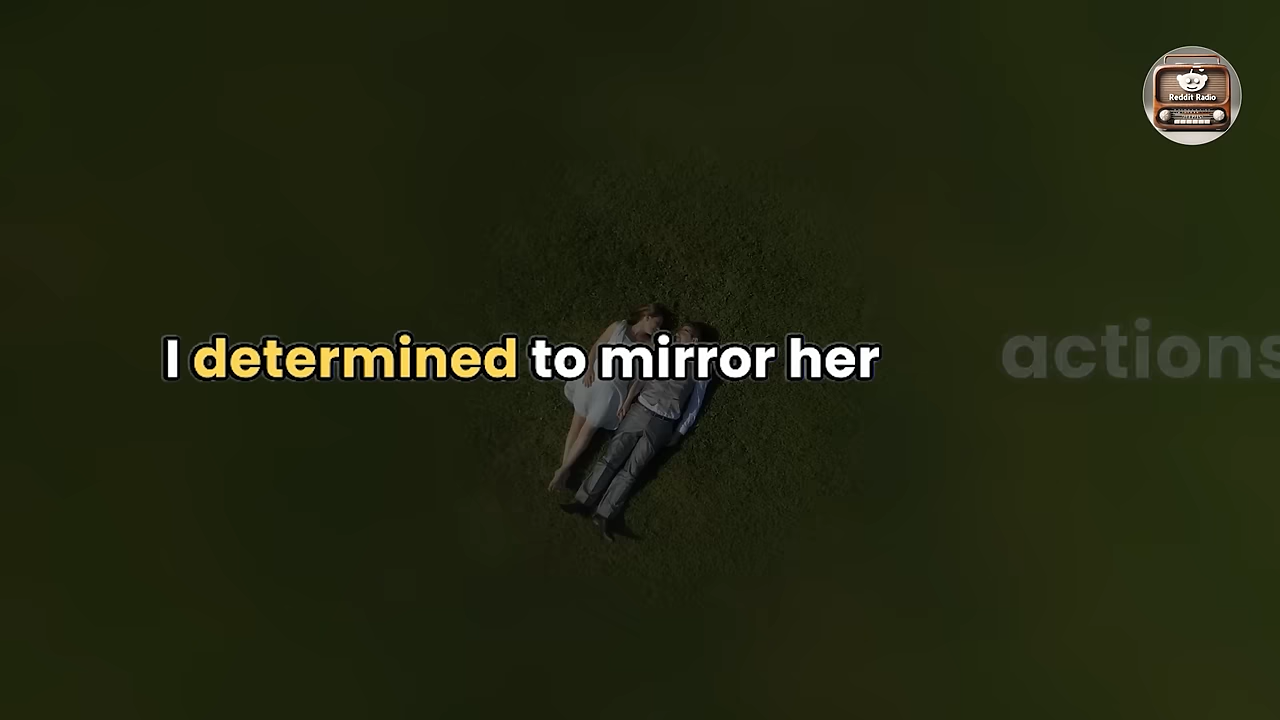 Reddit Radio
I determined to mirror her actions